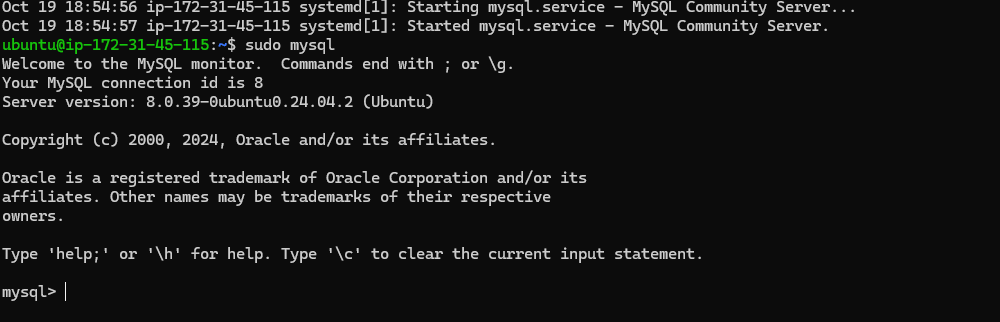 Oct 19 18:54:56 ip-172-31-45-115 systemd[1]: Starting mysql.service - MySQL Community Server...
Oct 19 18:54:57 ip-172-31-45-115 systemd[1]: Started mysql.service - MySQL Community Server.
ubuntu@ip-172-31-45-115:~$ sudo mysql
Welcome to the MySQL monitor.  Commands end with ; or \g.
Your MySQL connection id is 8
Server version: 8.0.39-0ubuntu0.24.04.2 (Ubuntu)
Copyright (c) 2000, 2024, Oracle and/or its affiliates.
Oracle is a registered trademark of Oracle Corporation and/or its
affiliates. Other names may be trademarks of their respective
owners.
Type 'help;' or '\h' for help. Type '\c' to clear the current input statement.
mysql>